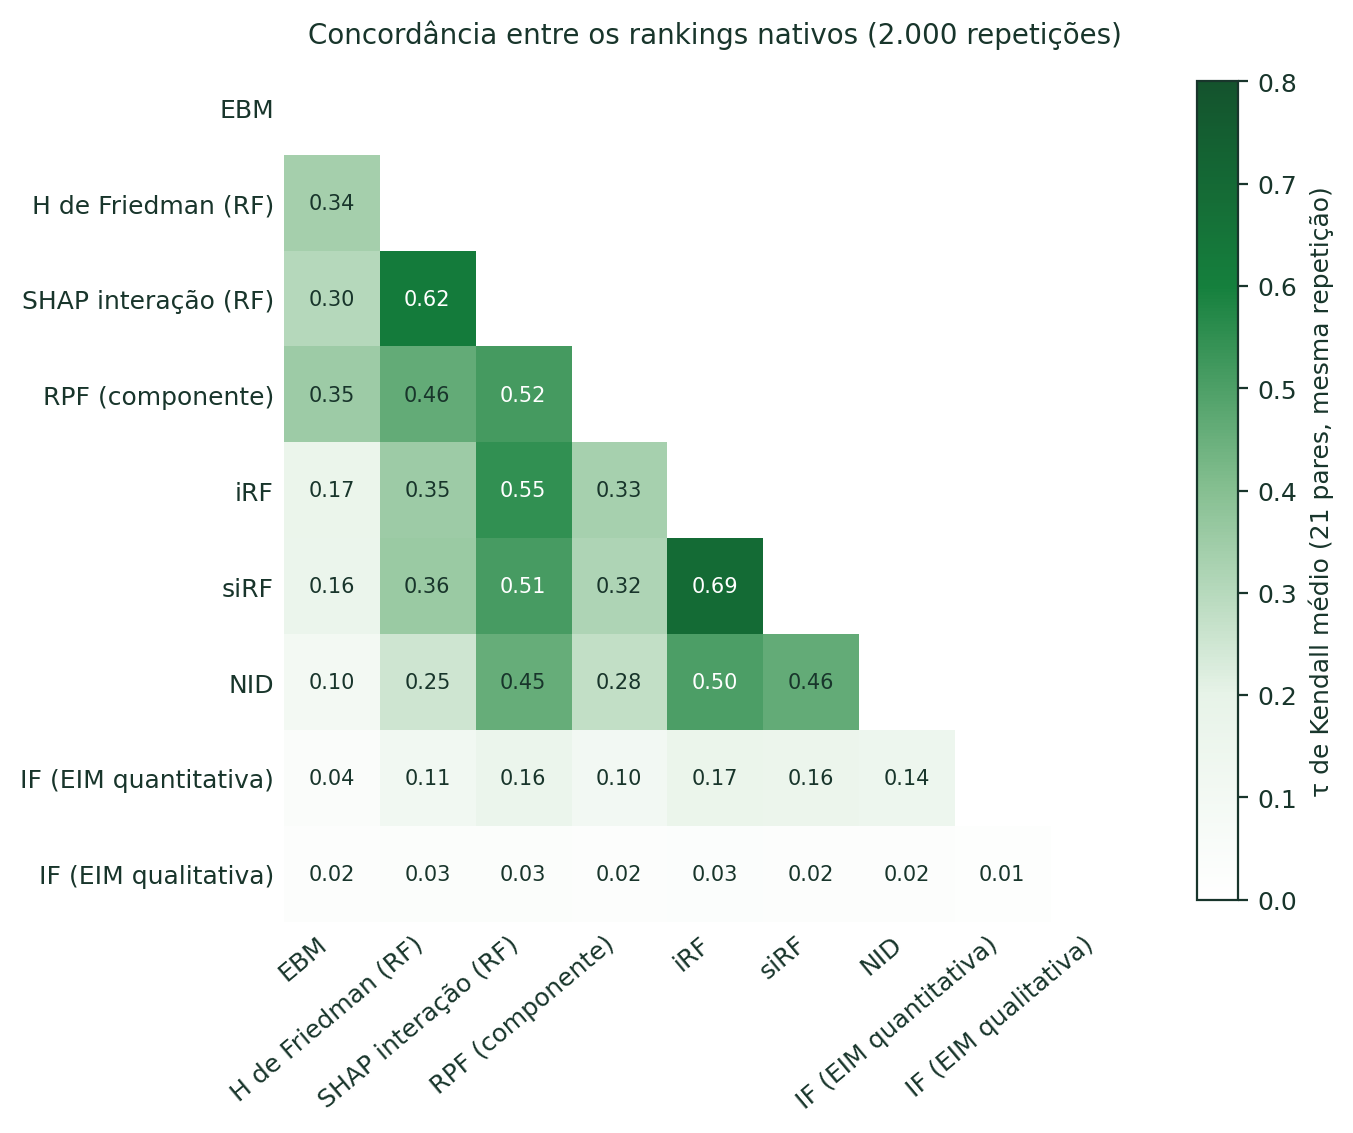 Concordância entre os rankings nativos (2.000 repetições)
EBM
H de Friedman (RF) 0.34
SHAP interação (RF) 0.30 0.62
RPF (componente) 0.35 0.46 0.52
iRF 0.17 0.35 0.55 0.33
siRF 0.16 0.36 0.51 0.32 0.69
NID 0.10 0.25 0.45 0.28 0.50 0.46
IF (EIM quantitativa) 0.04 0.11 0.16 0.10 0.17 0.16 0.14
IF (EIM qualitativa) 0.02 0.03 0.03 0.02 0.03 0.02 0.02 0.01
EBM
H de Friedman (RF)
SHAP interação (RF)
RPF (componente)
iRF
siRF
NID
IF (EIM quantitativa)
IF (EIM qualitativa)
0.8
0.7
0.6
0.5
0.4
0.3
0.2
0.1
0.0
τ de Kendall médio (21 pares, mesma repetição)